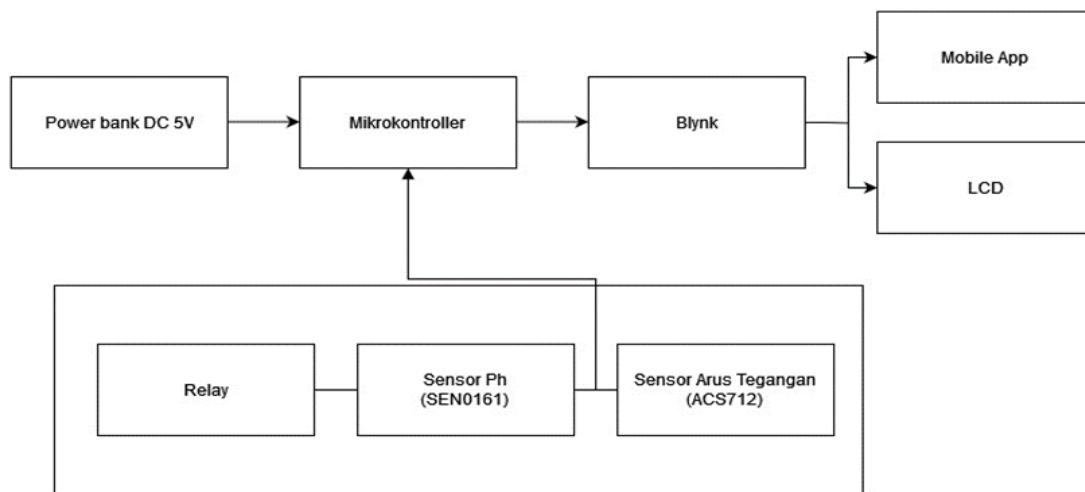 Mobile App
Power bank DC 5V
Mikrokontroller
Blynk
LCD
Relay
Sensor Ph
(SEN0161)
Sensor Arus Tegangan
(ACS712)